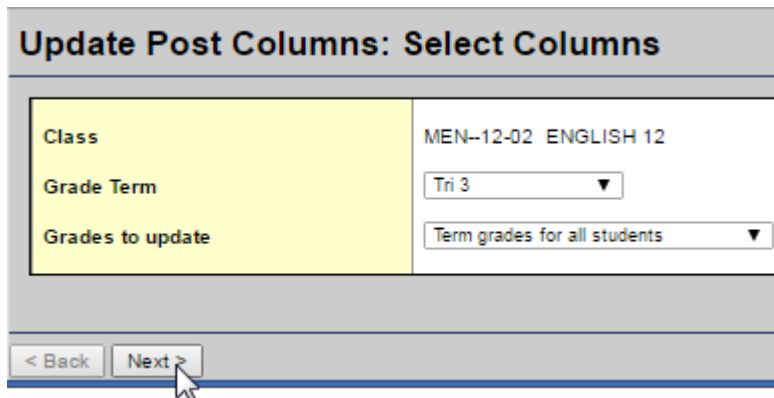 Update Post Columns: Select Columns
Class MEN--12-02 ENGLISH 12
Grade Term Tri 3 ▼
Grades to update Term grades for all students ▼
< Back Next >